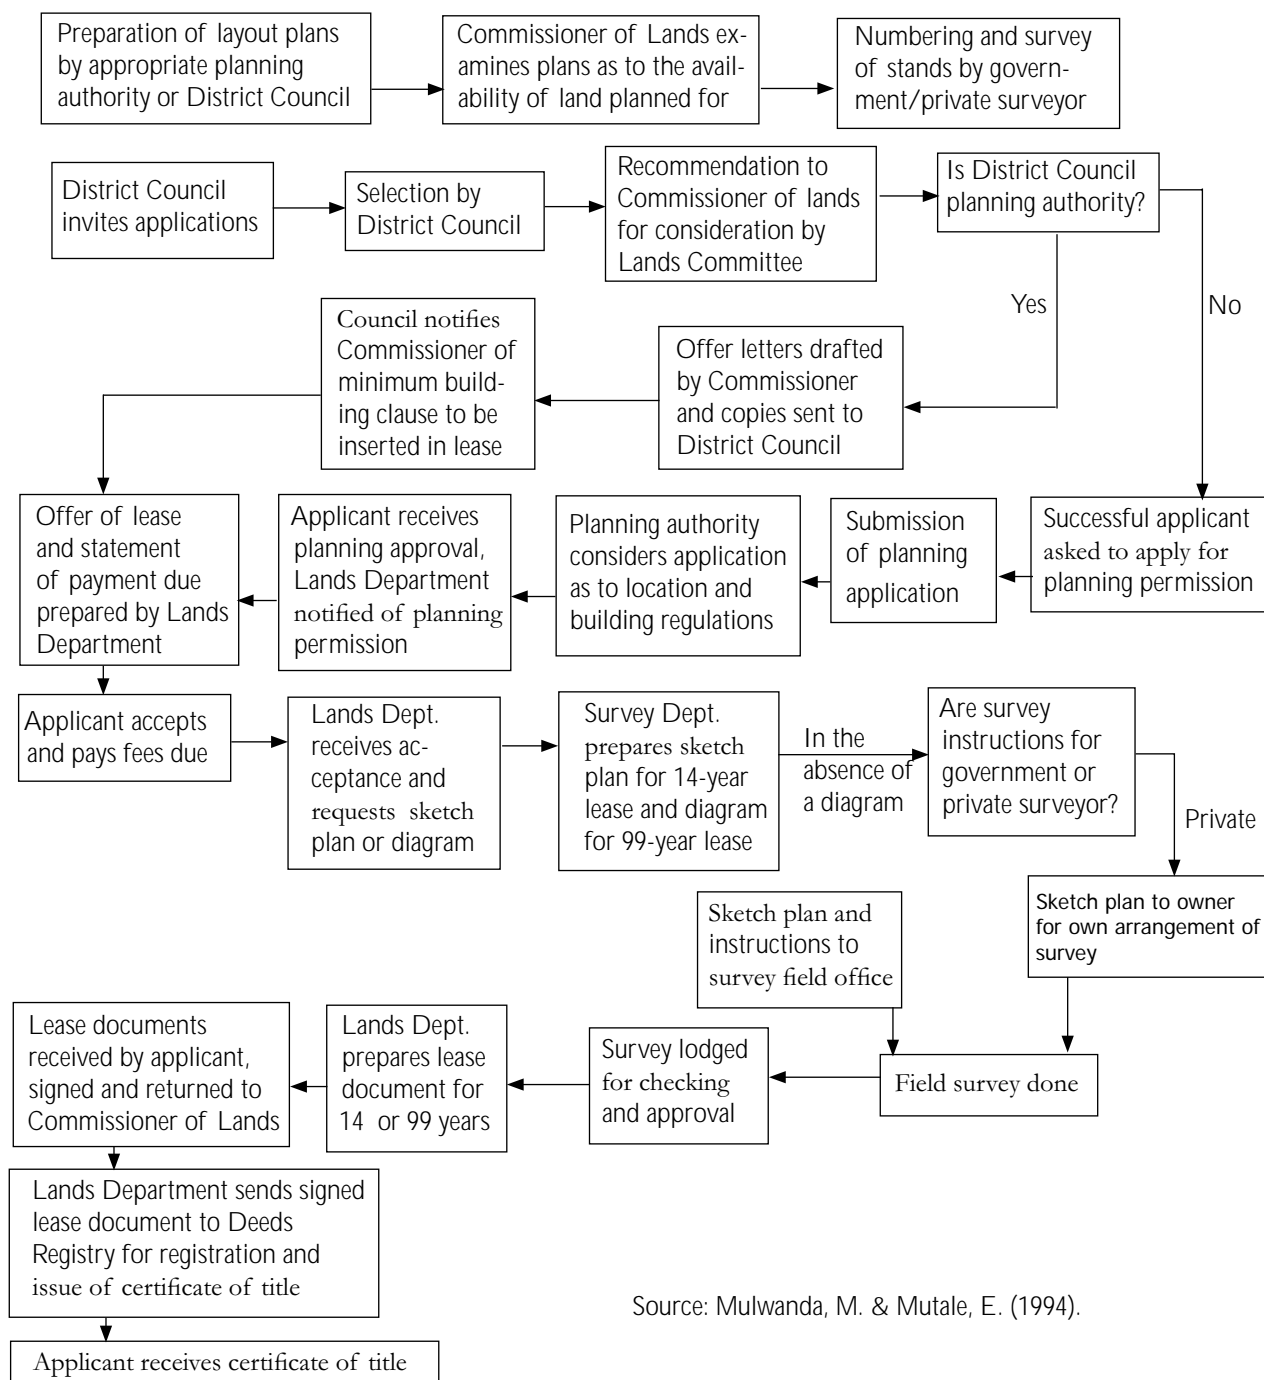 Preparation of layout plans
by appropriate planning
authority or District Council
Commissioner of Lands ex-
amines plans as to the avail-
ability of land planned for
Numbering and survey
of stands by govern-
ment/private surveyor
District Council
invites applications
Selection by
District Council
Recommendation to
Commissioner of lands
for consideration by
Lands Committee
Is District Council
planning authority?
Yes
No
Council notifies
Commissioner of
minimum build-
ing clause to be
inserted in lease
Offer letters drafted
by Commissioner
and copies sent to
District Council
Offer of lease
and statement
of payment due
prepared by Lands
Department
Applicant receives
planning approval,
Lands Department
notified of planning
permission
Planning authority
considers application
as to location and
building regulations
Submission
of planning
application
Successful applicant
asked to apply for
planning permission
Applicant accepts
and pays fees due
Lands Dept.
receives ac-
ceptance and
requests sketch
plan or diagram
Survey Dept.
prepares sketch
plan for 14-year
lease and diagram
for 99-year lease
In the
absence of
a diagram
Are survey
instructions for
government or
private surveyor?
Private
Sketch plan and
instructions to
survey field office
Sketch plan to owner
for own arrangement of
survey
Lease documents
received by applicant,
signed and returned to
Commissioner of Lands
Lands Dept.
prepares lease
document for
14 or 99 years
Survey lodged
for checking
and approval
Field survey done
Lands Department sends signed
lease document to Deeds
Registry for registration and
issue of certificate of title
Source: Mulwanda, M. & Mutale, E. (1994).
Applicant receives certificate of title